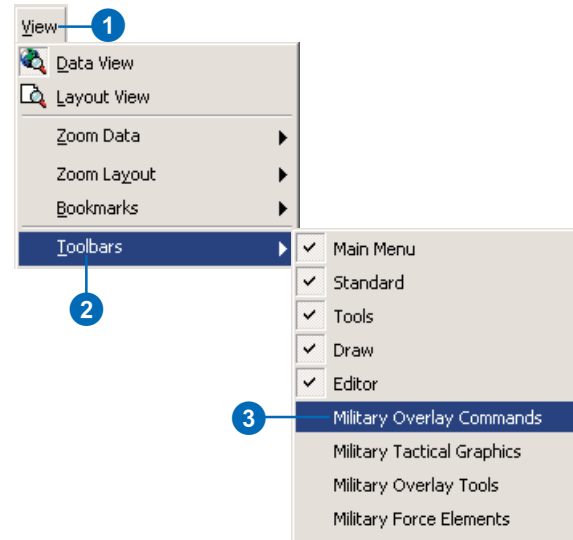 View
1
Data View
Layout View
Zoom Data
Zoom Layout
Bookmarks
Toolbars
2
Main Menu
Standard
Tools
Draw
Editor
3
Military Overlay Commands
Military Tactical Graphics
Military Overlay Tools
Military Force Elements